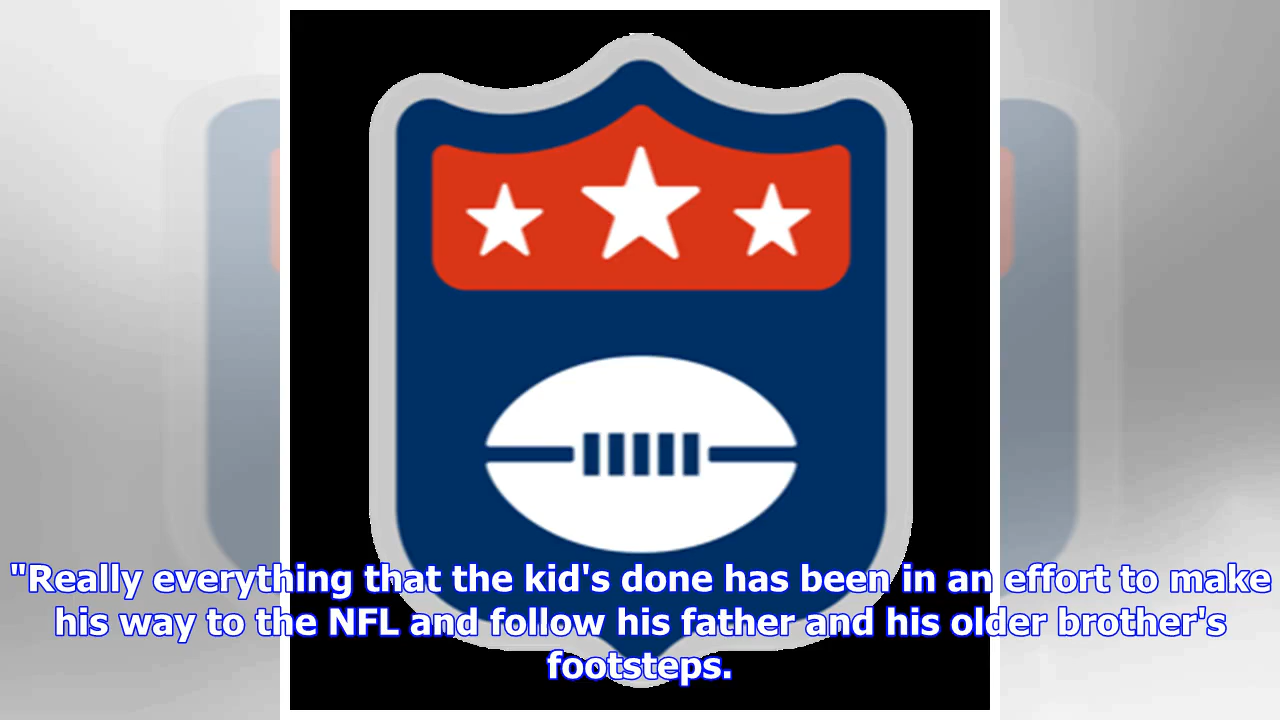 "Really everything that the kid's done has been in an effort to make
his way to the NFL and follow his father and his older brother's
footsteps.